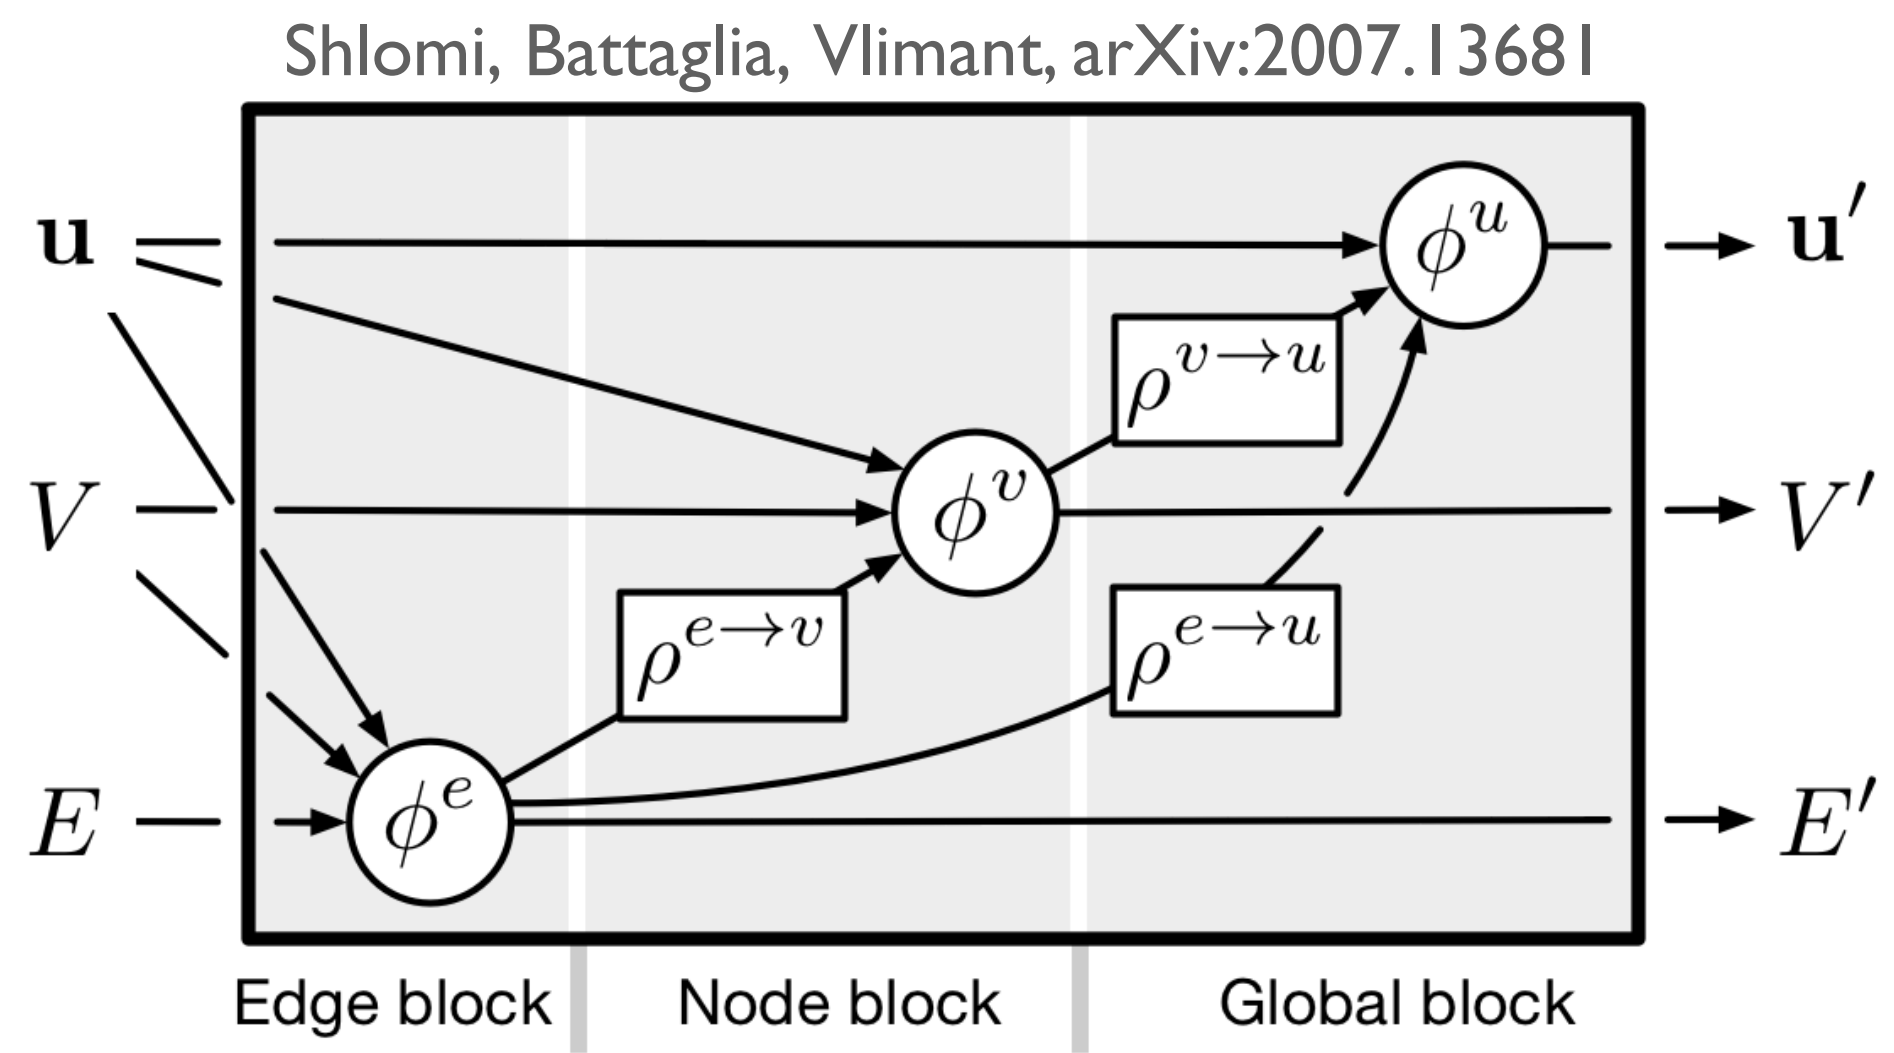 Shlomi, Battaglia, Vlimant, arXiv:2007.13681
u
ϕ^u
u′
ρ^{v→u}
V
ϕ^v
V′
ρ^{e→v}
ρ^{e→u}
E
ϕ^e
E′
Edge block
Node block
Global block